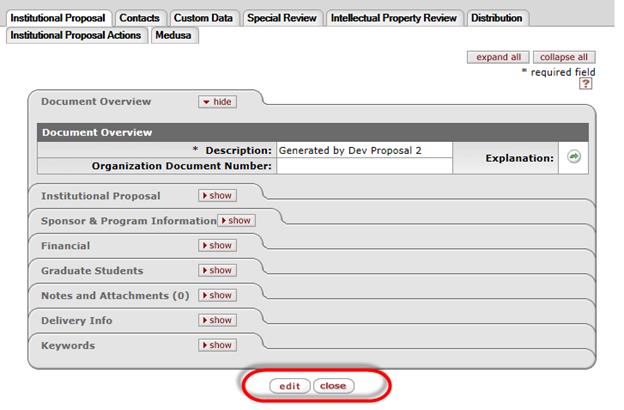 Institutional Proposal Contacts Custom Data Special Review Intellectual Property Review Distribution
Institutional Proposal Actions Medusa
expand all collapse all
* required field
?
Document Overview hide
Document Overview
* Description: Generated by Dev Proposal 2 Explanation:
Organization Document Number:
Institutional Proposal show
Sponsor & Program Information show
Financial show
Graduate Students show
Notes and Attachments (0) show
Delivery Info show
Keywords show
edit close